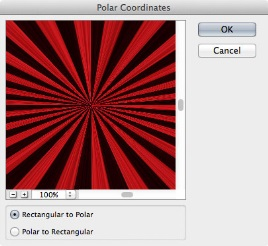 Polar Coordinates
OK
Cancel
100%
Rectangular to Polar
Polar to Rectangular